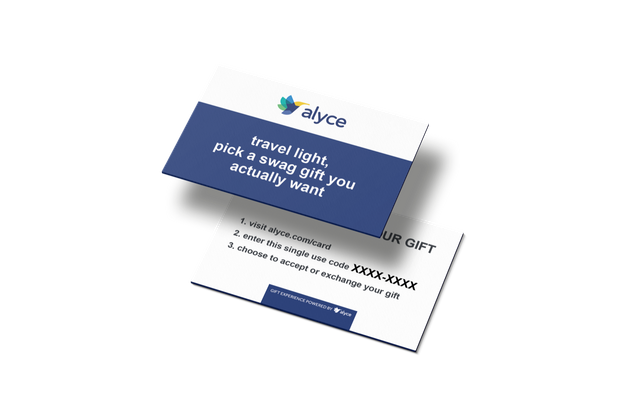 alyce
travel light,
pick a swag gift you
actually want
UR GIFT
1. visit alyce.com/card
2. enter this single use code XXXX-XXXX
3. choose to accept or exchange your gift
GIFT EXPERIENCE POWERED BY alyce